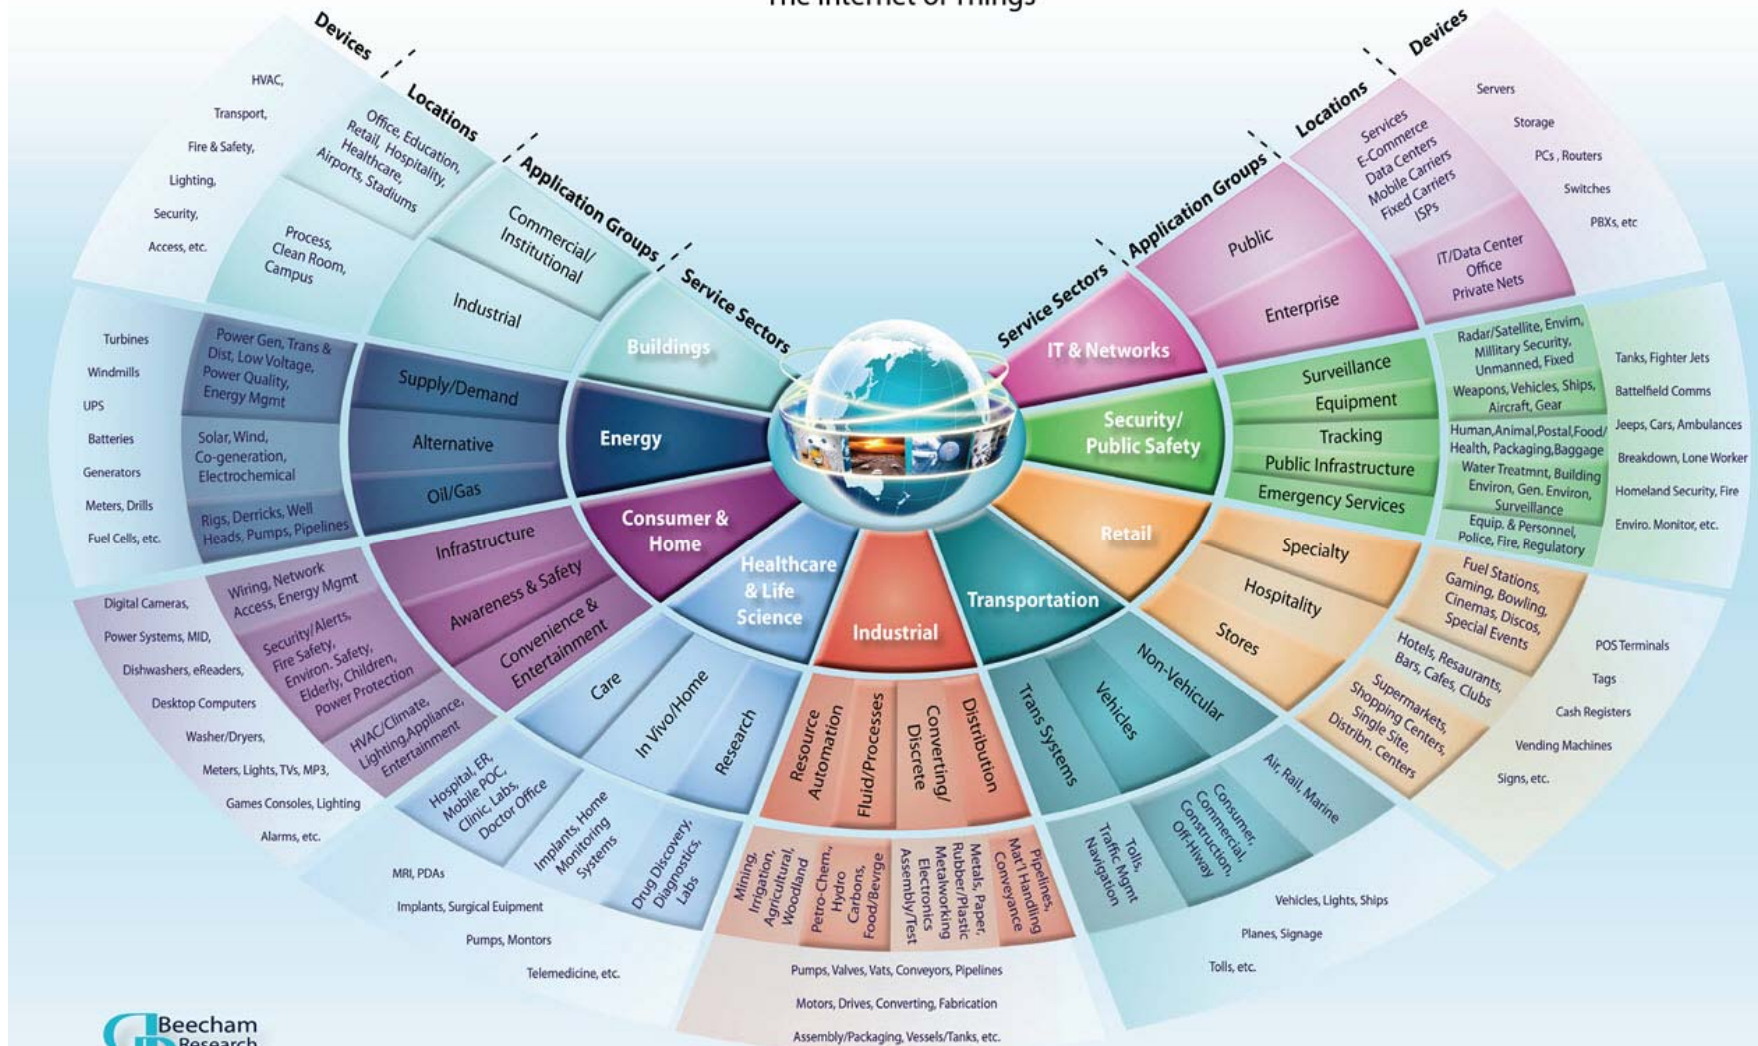 The Internet of Things
Devices
Locations
Application Groups
Service Sectors
HVAC,
Transport,
Fire & Safety,
Lighting,
Security,
Access, etc.
Office, Education,
Retail, Hospitality,
Healthcare,
Airports, Stadiums
Process,
Clean Room,
Campus
Commercial/
Institutional
Industrial
Buildings
Turbines
Windmills
UPS
Batteries
Generators
Meters, Drills
Fuel Cells, etc.
Power Gen, Trans &
Dist, Low Voltage,
Power Quality,
Energy Mgmt
Solar, Wind,
Co-generation,
Electrochemical
Rigs, Derricks, Well
Heads, Pumps, Pipelines
Supply/Demand
Alternative
Oil/Gas
Energy
Digital Cameras,
Power Systems, MID,
Dishwashers, eReaders,
Desktop Computers
Washer/Dryers,
Meters, Lights, TVs, MP3,
Games Consoles, Lighting
Alarms, etc.
Wiring, Network
Access, Energy Mgmt
Security/Alerts,
Fire Safety,
Environ. Safety,
Elderly, Children,
Power Protection
HVAC/Climate,
Lighting,Appliance,
Entertainment
Infrastructure
Awareness & Safety
Convenience &
Entertainment
Consumer &
Home
MRI, PDAs
Implants, Surgical Euipment
Pumps, Montors
Telemedicine, etc.
Hospital, ER,
Mobile POC,
Clinic, Labs,
Doctor Office
Implants, Home
Monitoring
Systems
Drug Discovery,
Diagnostics,
Labs
Care
In Vivo/Home
Research
Healthcare
& Life
Science
Industrial
Resource
Automation
Fluid/Processes
Converting/
Discrete
Distribution
Mining,
Irrigation,
Agricultural,
Woodland
Petro-Chem.,
Hydro
Carbons,
Food/Bevrge
Metals, Paper,
Rubber/Plastic
Metalworking
Electronics
Assembly/Test
Pipelines,
Mat'l Handling
Conveyance
Pumps, Valves, Vats, Conveyors, Pipelines
Motors, Drives, Converting, Fabrication
Assembly/Packaging, Vessels/Tanks, etc.
Transportation
Trans Systems
Vehicles
Non-Vehicular
Tolls,
Traffic Mgmt
Navigation
Consumer,
Commercial,
Construction,
Off-Hiway
Air, Rail, Marine
Vehicles, Lights, Ships
Planes, Signage
Tolls, etc.
Retail
Specialty
Hospitality
Stores
Fuel Stations,
Gaming, Bowling,
Cinemas, Discos,
Special Events
Hotels, Resaurants,
Bars, Cafes, Clubs
Supermarkets,
Shopping Centers,
Single Site,
Distribn. Centers
POS Terminals
Tags
Cash Registers
Vending Machines
Signs, etc.
Security/
Public Safety
Surveillance
Equipment
Tracking
Public Infrastructure
Emergency Services
Radar/Satellite, Envirn,
Millitary Security,
Unmanned, Fixed
Weapons, Vehicles, Ships,
Aircraft, Gear
Human,Animal,Postal,Food/
Health, Packaging,Baggage
Water Treatmnt, Building
Environ, Gen. Environ,
Surveillance
Equip. & Personnel,
Police, Fire, Regulatory
Tanks, Fighter Jets
Battelfield Comms
Jeeps, Cars, Ambulances
Breakdown, Lone Worker
Homeland Security, Fire
Enviro. Monitor, etc.
IT & Networks
Public
Enterprise
Services
E-Commerce
Data Centers
Mobile Carriers
Fixed Carriers
ISPs
IT/Data Center
Office
Private Nets
Servers
Storage
PCs , Routers
Switches
PBXs, etc
Service Sectors
Application Groups
Locations
Devices
Beecham
Research